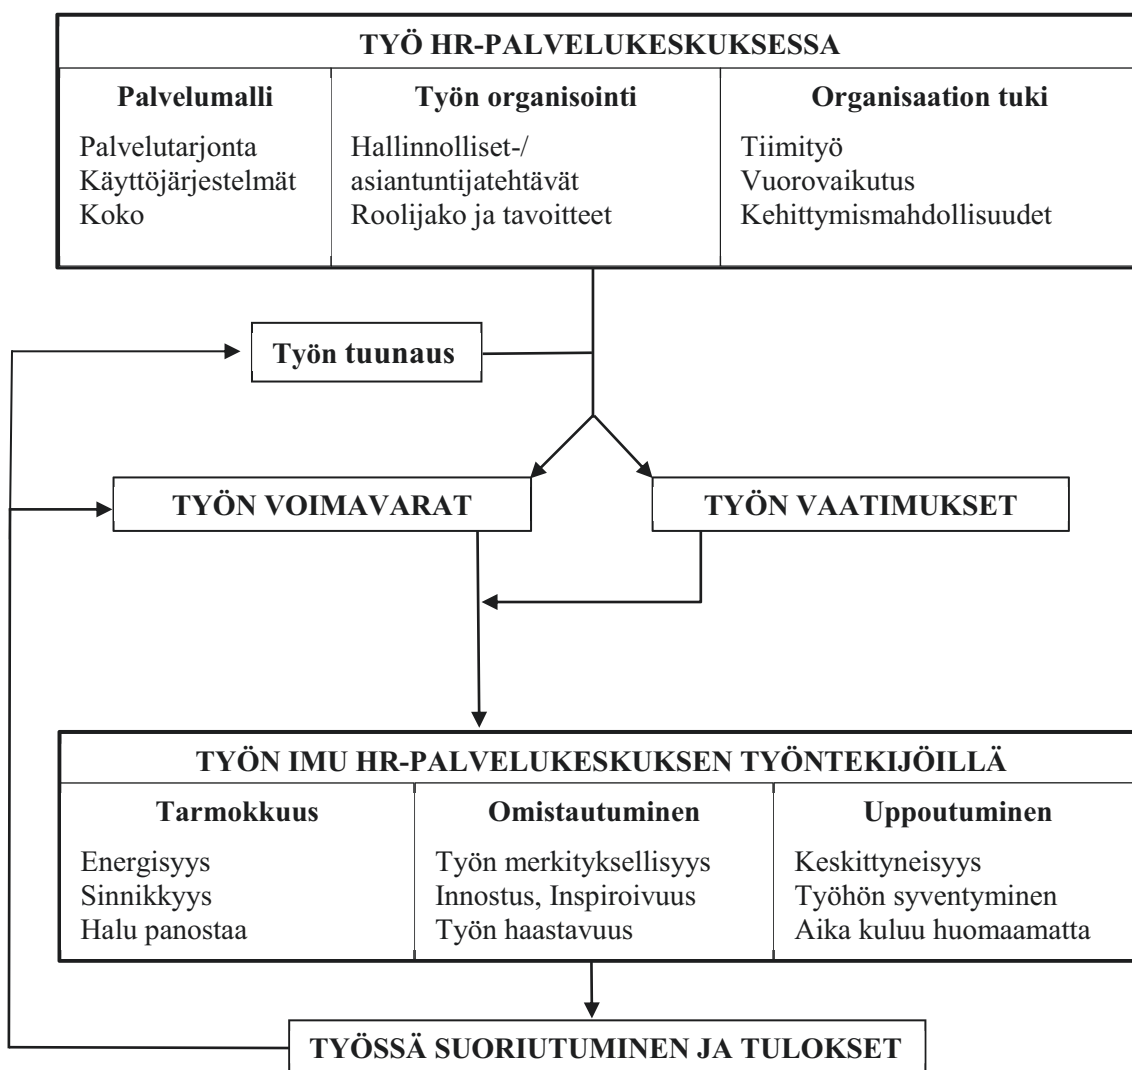 TYÖ HR-PALVELUKESKUKSESSA
Palvelumalli
Palvelutarjonta
Käyttöjärjestelmät
Koko
Työn organisointi
Hallinnolliset-/
asiantuntijatehtävät
Roolijako ja tavoitteet
Organisaation tuki
Tiimityö
Vuorovaikutus
Kehittymismahdollisuudet
Työn tuunaus
TYÖN VOIMAVARAT
TYÖN VAATIMUKSET
TYÖN IMU HR-PALVELUKESKUKSEN TYÖNTEKIJÖILLÄ
Tarmokkuus
Energisyys
Sinnikkyys
Halu panostaa
Omistautuminen
Työn merkityksellisyys
Innostus, Inspiroivuus
Työn haastavuus
Uppoutuminen
Keskittyneisyys
Työhön syventyminen
Aika kuluu huomaamatta
TYÖSSÄ SUORIUTUMINEN JA TULOKSET